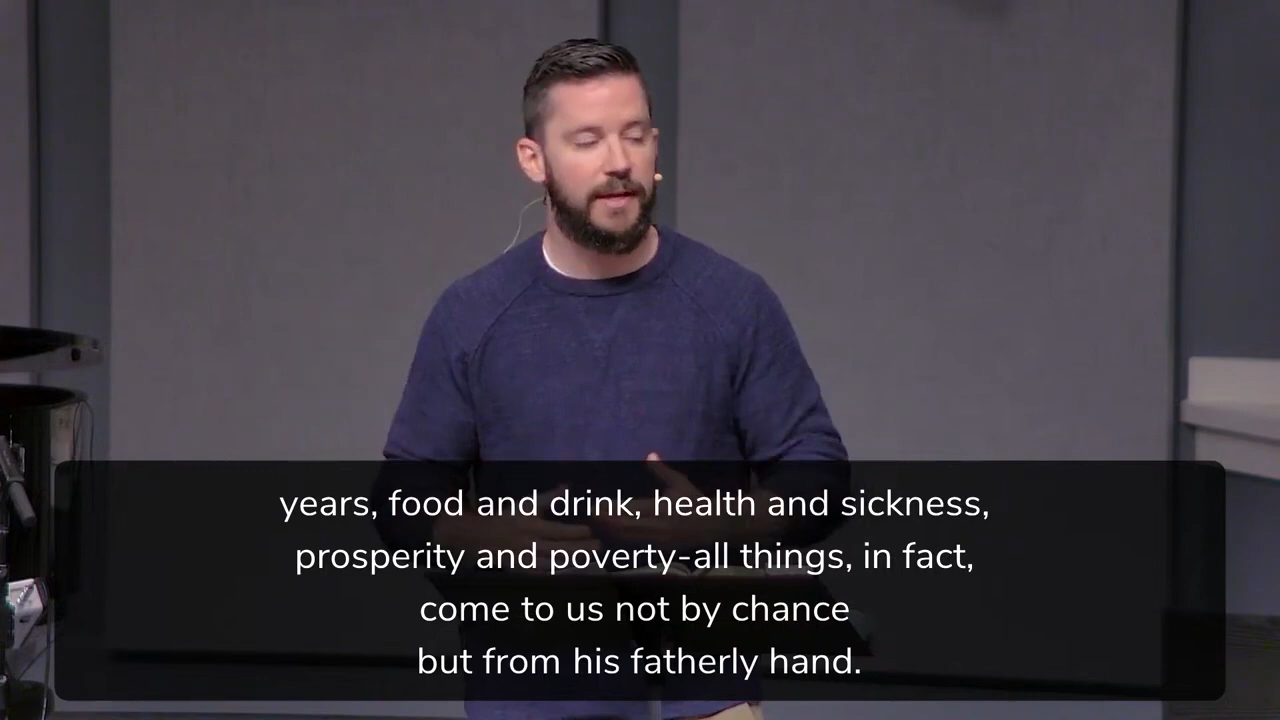 years, food and drink, health and sickness,
prosperity and poverty-all things, in fact,
come to us not by chance
but from his fatherly hand.